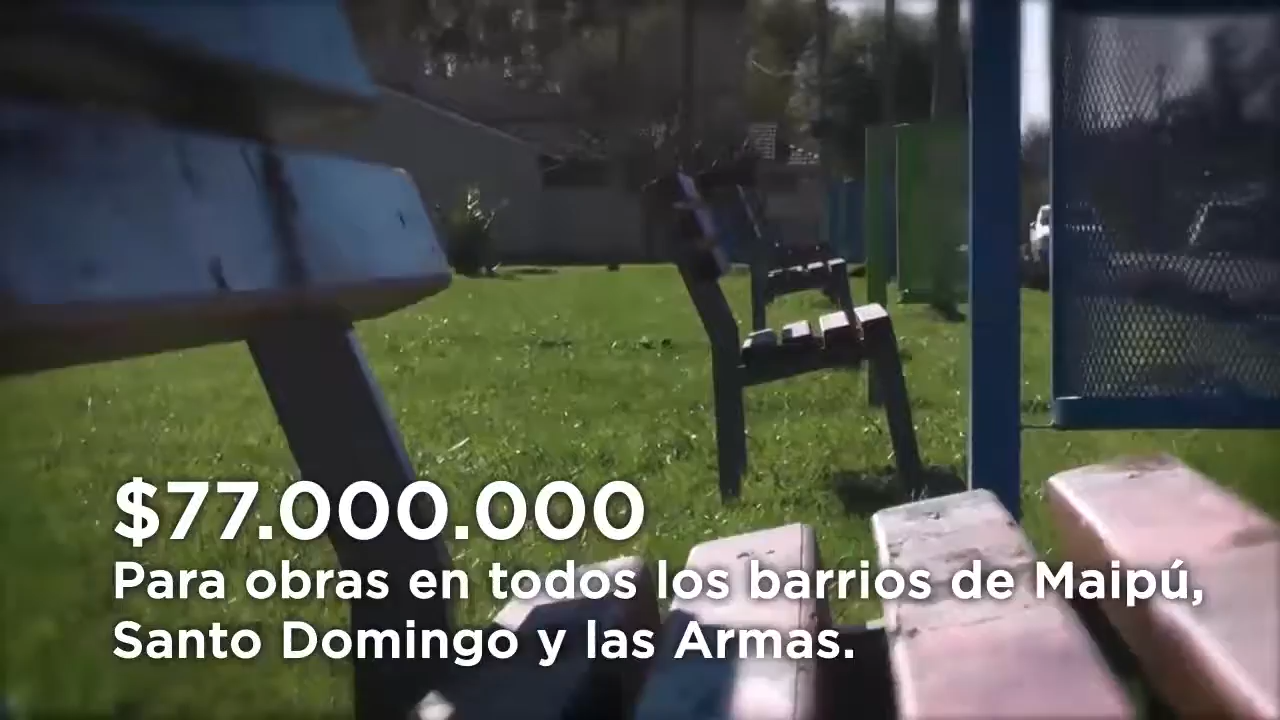 $77.000.000
Para obras en todos los barrios de Maipú,
Santo Domingo y las Armas.